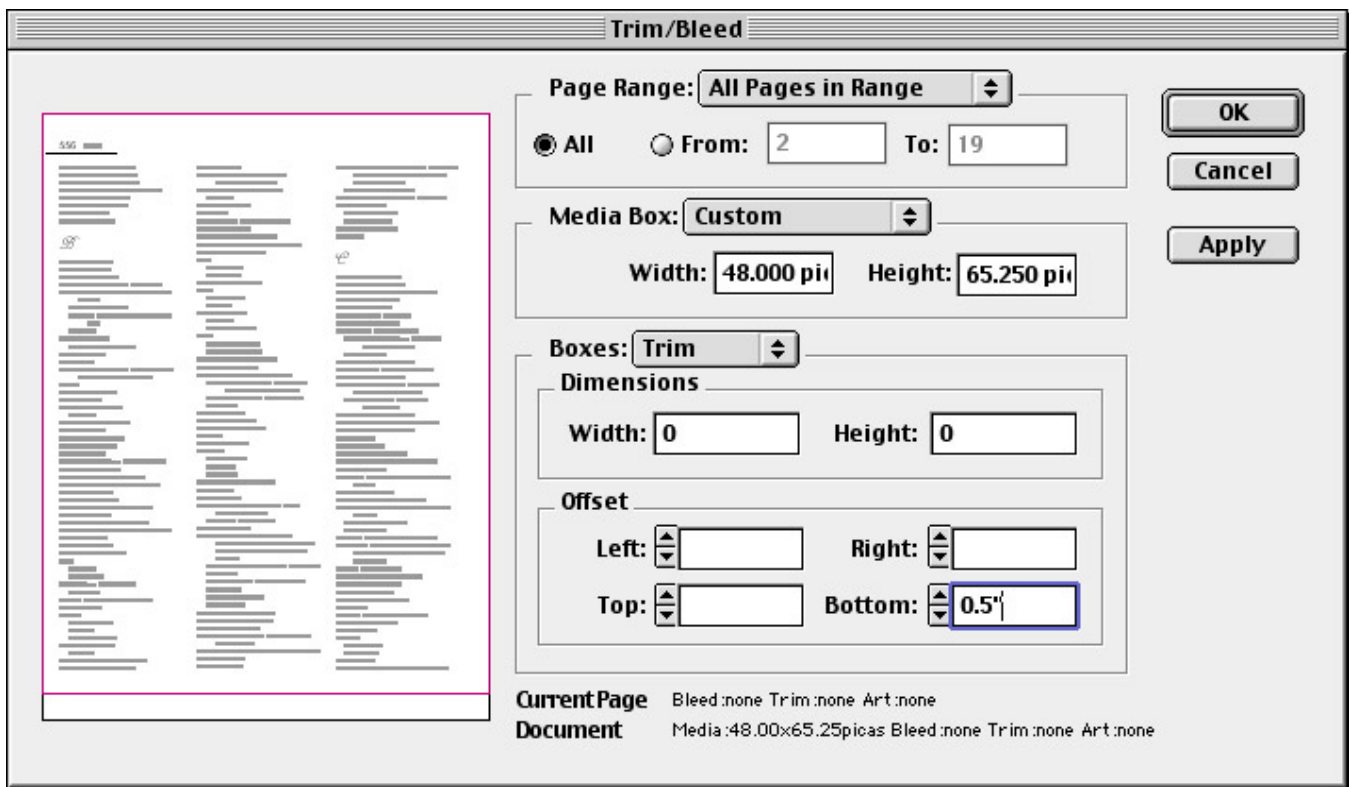 Trim/Bleed
Page Range: All Pages in Range
All From: 2 To: 19
Media Box: Custom
Width: 48.000 pi Height: 65.250 pi
Boxes: Trim
Dimensions
Width: 0 Height: 0
Offset
Left: Right:
Top: Bottom: 0.5"
Current Page Bleed:none Trim:none Art:none
Document Media:48.00x65.25picas Bleed:none Trim:none Art:none
OK
Cancel
Apply
556
B
C